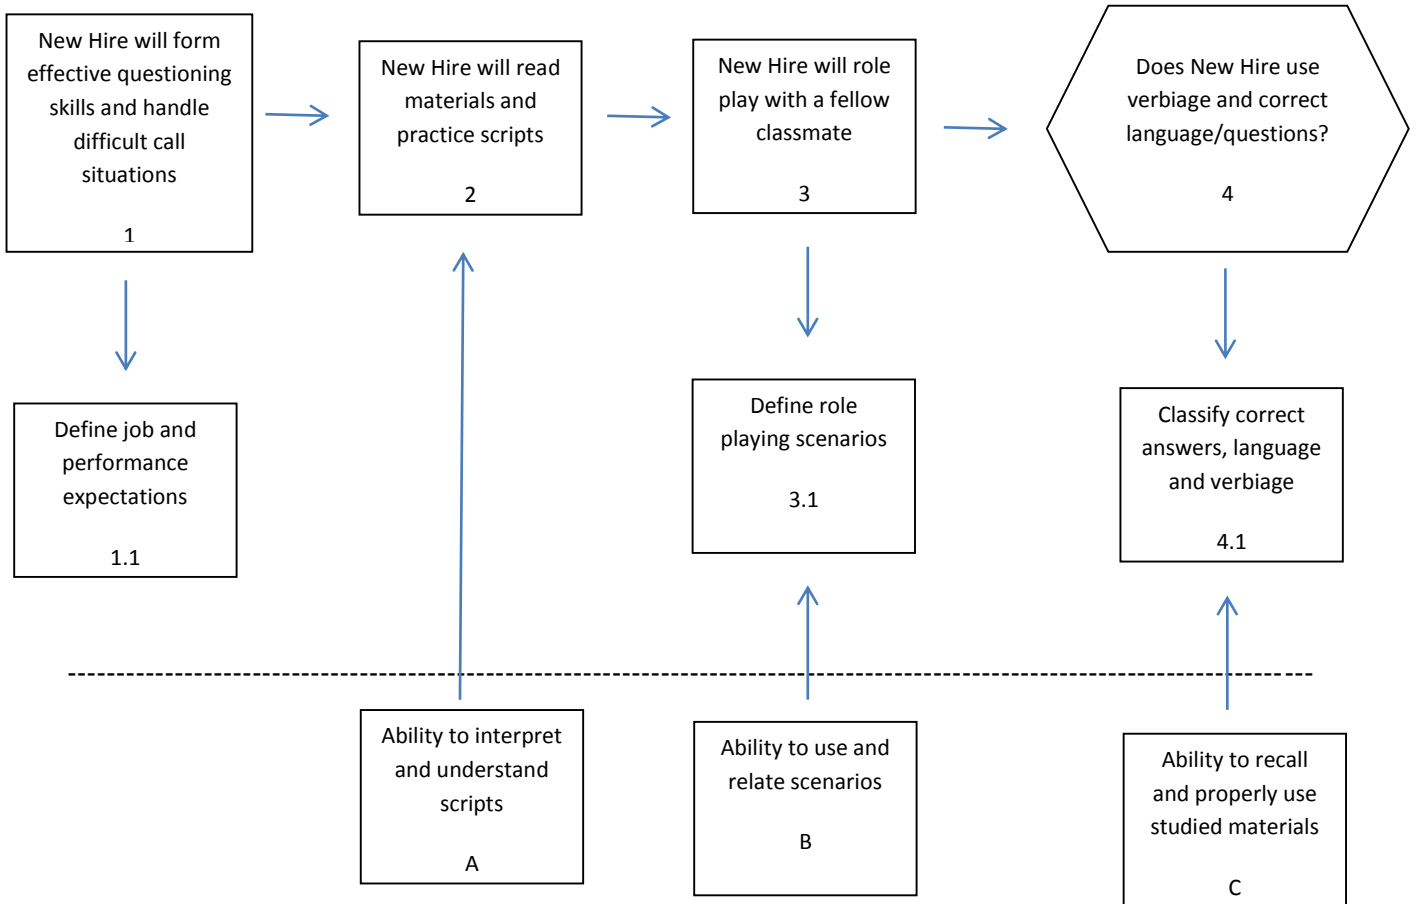 New Hire will form
effective questioning
skills and handle
difficult call
situations
1
New Hire will read
materials and
practice scripts
2
New Hire will role
play with a fellow
classmate
3
Does New Hire use
verbiage and correct
language/questions?
4
Define job and
performance
expectations
1.1
Define role
playing scenarios
3.1
Classify correct
answers, language
and verbiage
4.1
Ability to interpret
and understand
scripts
A
Ability to use and
relate scenarios
B
Ability to recall
and properly use
studied materials
C